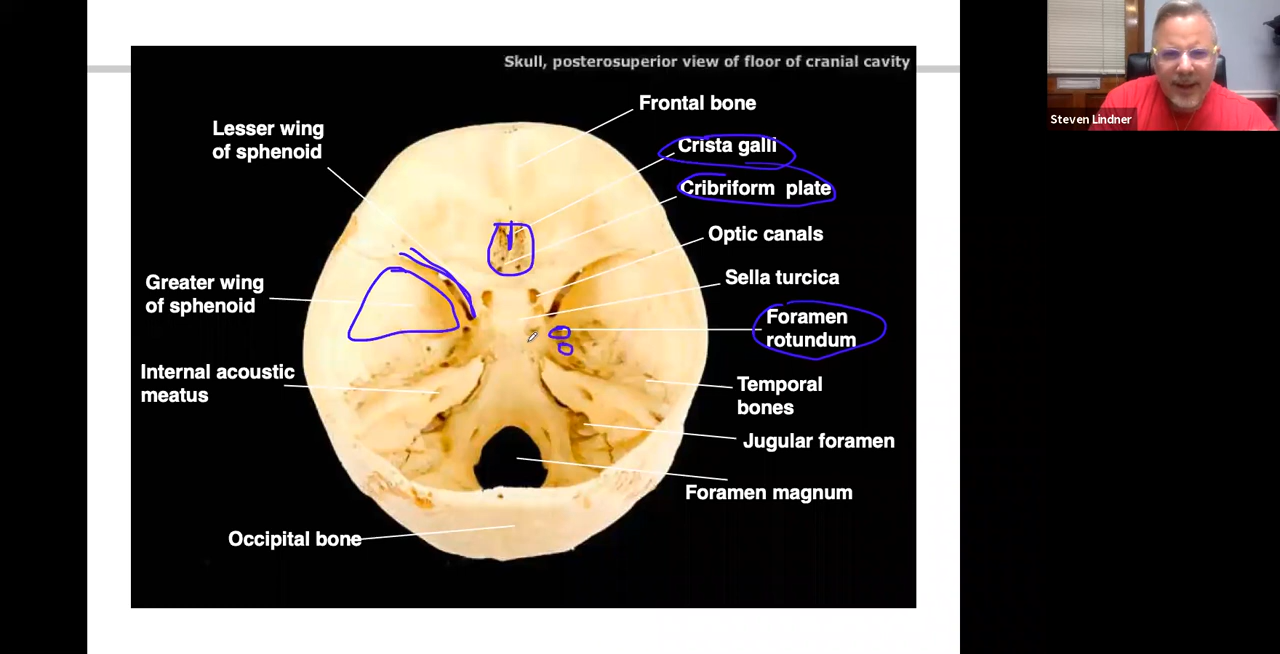 Skull, posterosuperior view of floor of cranial cavity
Frontal bone
Lesser wing
of sphenoid
Crista galli
Cribriform plate
Optic canals
Sella turcica
Greater wing
of sphenoid
Foramen
rotundum
Internal acoustic
meatus
Temporal
bones
Jugular foramen
Foramen magnum
Occipital bone
Steven Lindner